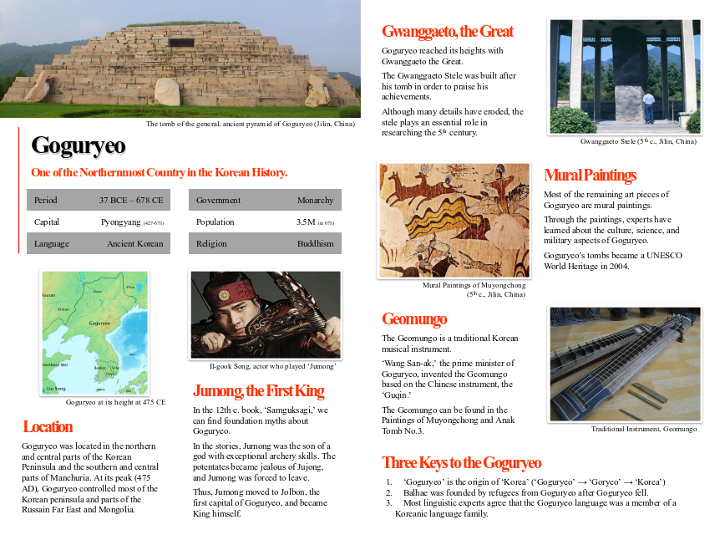 The tomb of the general, ancient pyramid of Goguryeo (Jilin, China)
Goguryeo
One of the Northernmost Country in the Korean History.
Period 37 BCE – 678 CE
Capital Pyongyang (427-678)
Language Ancient Korean
Government Monarchy
Population 3.5M (in 678)
Religion Buddhism
Goguryeo
Goguryeo at its height at 475 CE
Location
Goguryeo was located in the northern
and central parts of the Korean
Peninsula and the southern and central
parts of Manchuria. At its peak (475
AD), Goguryeo controlled most of the
Korean peninsula and parts of the
Russain Far East and Mongolia.
Il-gook Song, actor who played ‘Jumong’
Jumong, the First King
In the 12th c. book, ‘Samguksagi,’ we
can find foundation myths about
Goguryeo.
In the stories, Jumong was the son of a
god with exceptional archery skills. The
potentates became jealous of Jujong,
and Jumong was forced to leave.
Thus, Jumong moved to Jolbon, the
first capital of Goguryeo, and became
King himself.
Gwanggaeto, the Great
Goguryeo reached its heights with
Gwanggaeto the Great.
The Gwanggaeto Stele was built after
his tomb in order to praise his
achievements.
Although many details have eroded, the
stele plays an essential role in
researching the 5th century.
Gwanggaeto Stele (5th c., Jilin, China)
Mural Paintings of Muyongchong
(5th c., Jilin, China)
Mural Paintings
Most of the remaining art pieces of
Goguryeo are mural paintings.
Through the paintings, experts have
learned about the culture, science, and
military aspects of Goguryeo.
Goguryeo's tombs became a UNESCO
World Heritage in 2004.
Geomungo
The Geomungo is a traditional Korean
musical instrument.
‘Wang San-ak,’ the prime minister of
Goguryeo, invented the Geomungo
based on the Chinese instrument, the
‘Guqin.’
The Geomungo can be found in the
Paintings of Muyongchong and Anak
Tomb No.3.
Traditional Instrument, Geomungo
Three Keys to the Goguryeo
1. ‘Goguryeo’ is the origin of ‘Korea’ (‘Goguryeo’ → ‘Goryeo’ → ‘Korea’)
2. Balhae was founded by refugees from Goguryeo after Goguryeo fell.
3. Most linguistic experts agree that the Goguryeo language was a member of a
Koreanic language family.